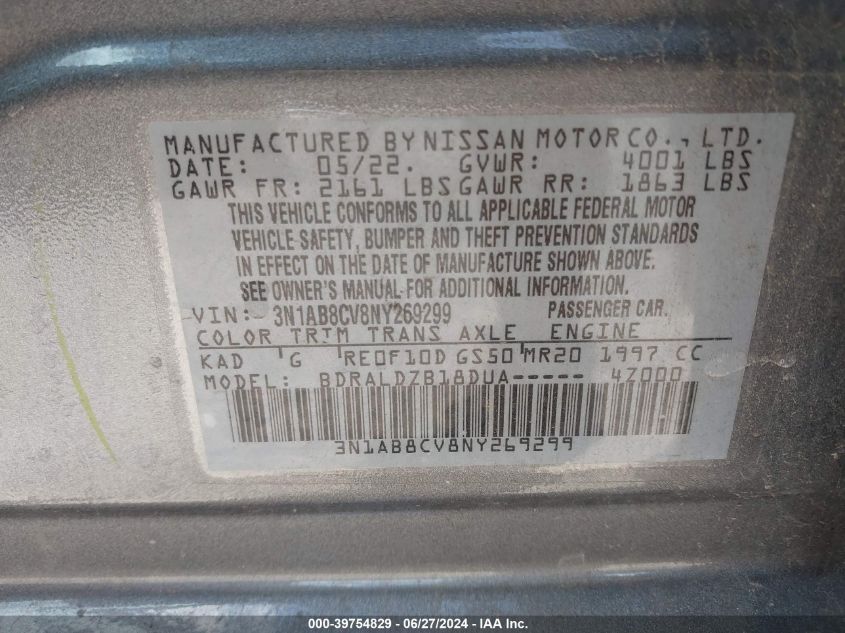 MANUFACTURED BY NISSAN MOTOR CO., LTD.
DATE: 05/22. GVWR: 4001 LBS
GAWR FR: 2161 LBS GAWR RR: 1863 LBS
THIS VEHICLE CONFORMS TO ALL APPLICABLE FEDERAL MOTOR
VEHICLE SAFETY, BUMPER AND THEFT PREVENTION STANDARDS
IN EFFECT ON THE DATE OF MANUFACTURE SHOWN ABOVE.
SEE OWNER'S MANUAL FOR ADDITIONAL INFORMATION.
VIN: 3N1AB8CV8NY269299 PASSENGER CAR.
COLOR TRIM TRANS AXLE ENGINE
KAD G RE0F10D GS50 MR20 1997 CC
MODEL: BDRALDZB18DUA----- 4Z000
3N1AB8CV8NY269299
000-39754829 - 06/27/2024 - IAAI.com